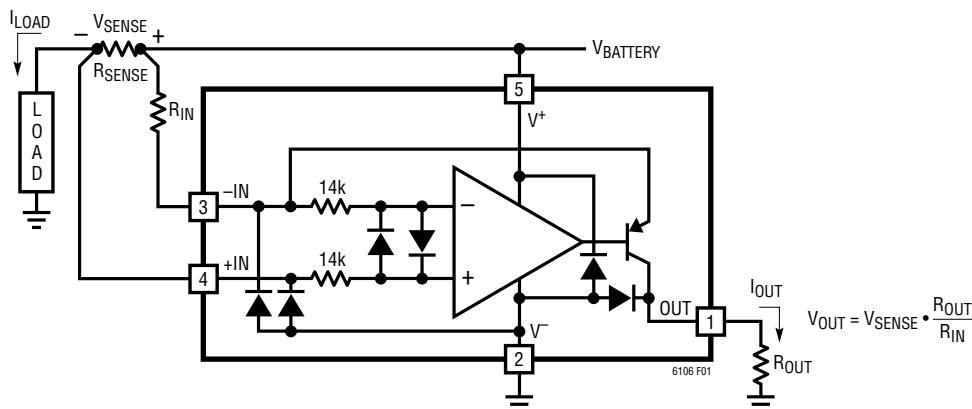 I_LOAD
− V_SENSE +
R_SENSE
V_BATTERY
LOAD
R_IN
5
V+
3
–IN
14k
−
4
+IN
14k
+
V–
2
OUT
1
I_OUT
V_OUT = V_SENSE • R_OUT/R_IN
R_OUT
6106 F01